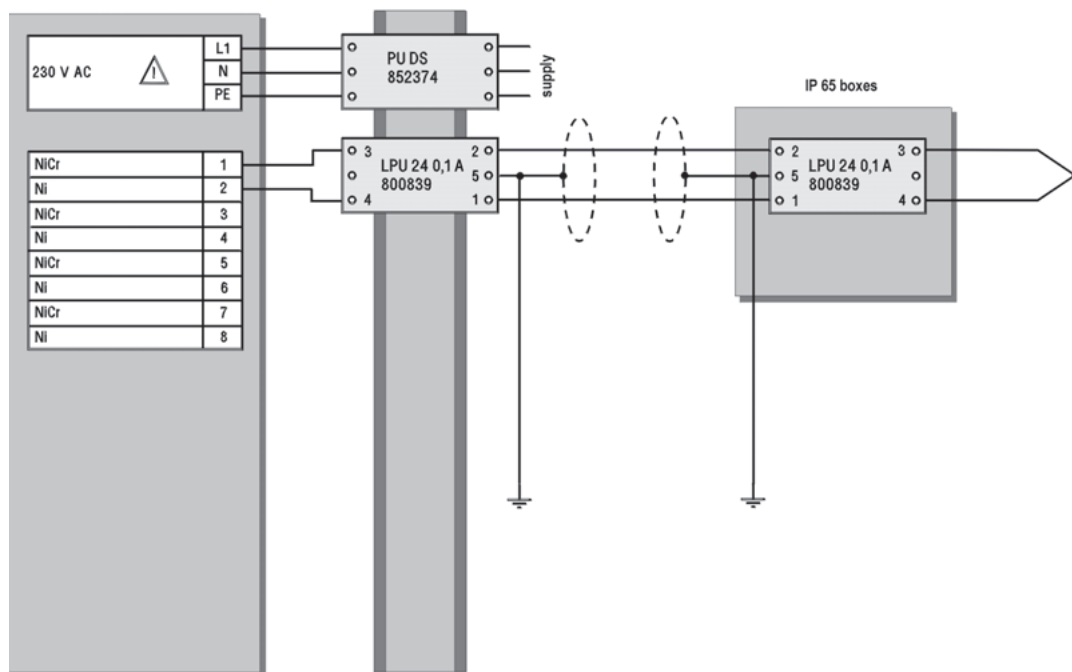 230 V AC
L1
N
PE
PU DS
852374
supply
IP 65 boxes
NiCr 1
Ni 2
NiCr 3
Ni 4
NiCr 5
Ni 6
NiCr 7
Ni 8
3 LPU 24 0,1 A 2
800839 5
4 1
2 LPU 24 0,1 A 3
5 800839
1 4